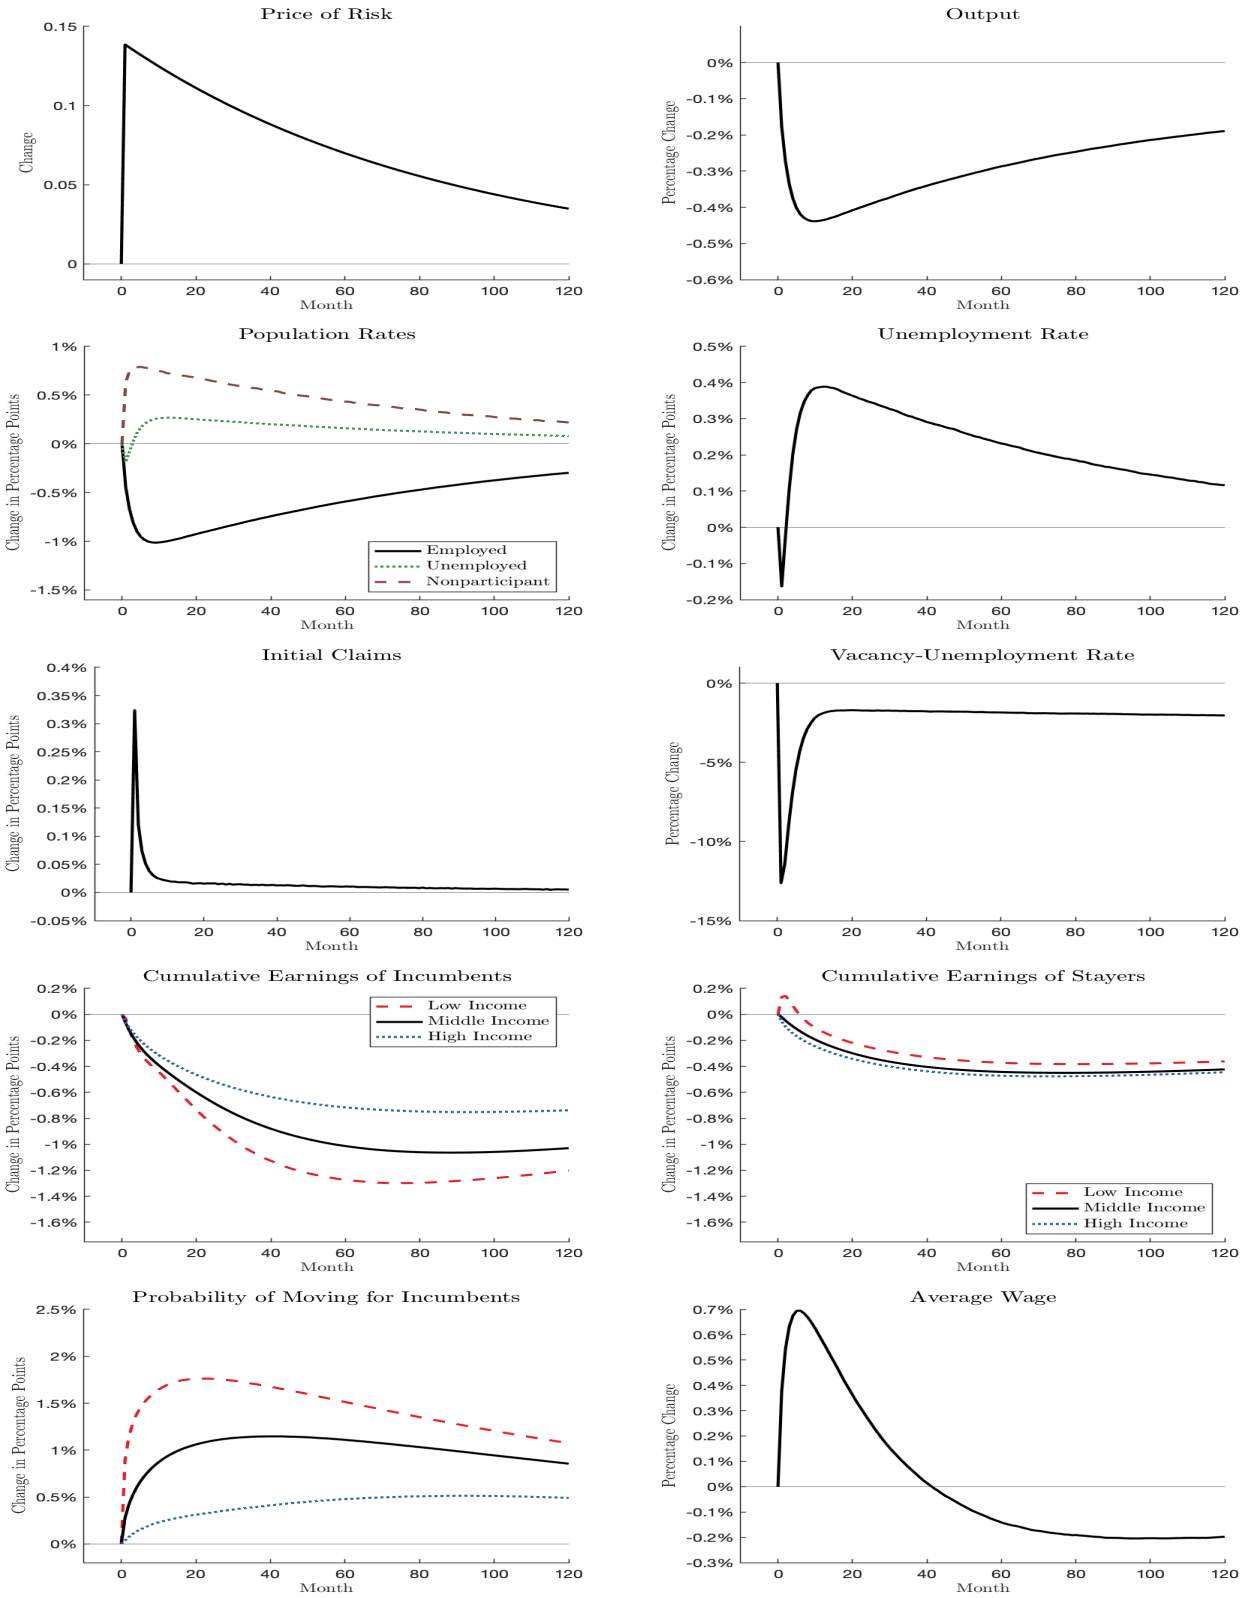 Price of Risk
0.15
0.1
0.05
0
Change
0 20 40 60 80 100 120
Month
Output
0%
-0.1%
-0.2%
-0.3%
-0.4%
-0.5%
-0.6%
Percentage Change
0 20 40 60 80 100 120
Month
Population Rates
1%
0.5%
0%
-0.5%
-1%
-1.5%
Change in Percentage Points
Employed
Unemployed
Nonparticipant
0 20 40 60 80 100 120
Month
Unemployment Rate
0.5%
0.4%
0.3%
0.2%
0.1%
0%
-0.1%
-0.2%
Change in Percentage Points
0 20 40 60 80 100 120
Month
Initial Claims
0.4%
0.35%
0.3%
0.25%
0.2%
0.15%
0.1%
0.05%
0%
-0.05%
Change in Percentage Points
0 20 40 60 80 100 120
Month
Vacancy-Unemployment Rate
0%
-5%
-10%
-15%
Percentage Change
0 20 40 60 80 100 120
Month
Cumulative Earnings of Incumbents
0.2%
0%
-0.2%
-0.4%
-0.6%
-0.8%
-1%
-1.2%
-1.4%
-1.6%
Change in Percentage Points
Low Income
Middle Income
High Income
0 20 40 60 80 100 120
Month
Cumulative Earnings of Stayers
0.2%
0%
-0.2%
-0.4%
-0.6%
-0.8%
-1%
-1.2%
-1.4%
-1.6%
Change in Percentage Points
Low Income
Middle Income
High Income
0 20 40 60 80 100 120
Month
Probability of Moving for Incumbents
2.5%
2%
1.5%
1%
0.5%
0%
Change in Percentage Points
0 20 40 60 80 100 120
Month
Average Wage
0.7%
0.6%
0.5%
0.4%
0.3%
0.2%
0.1%
0%
-0.1%
-0.2%
-0.3%
Percentage Change
0 20 40 60 80 100 120
Month